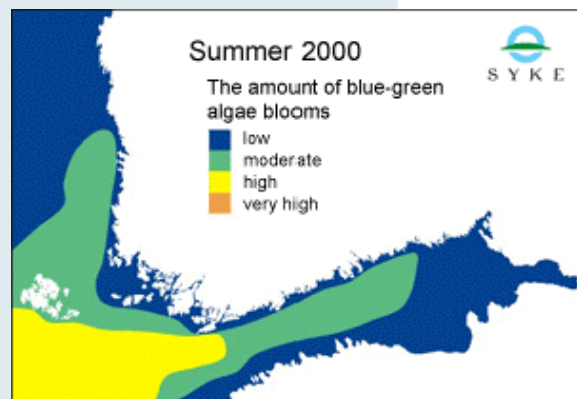 Summer 2000
SYKE
The amount of blue-green
algae blooms
low
moderate
high
very high